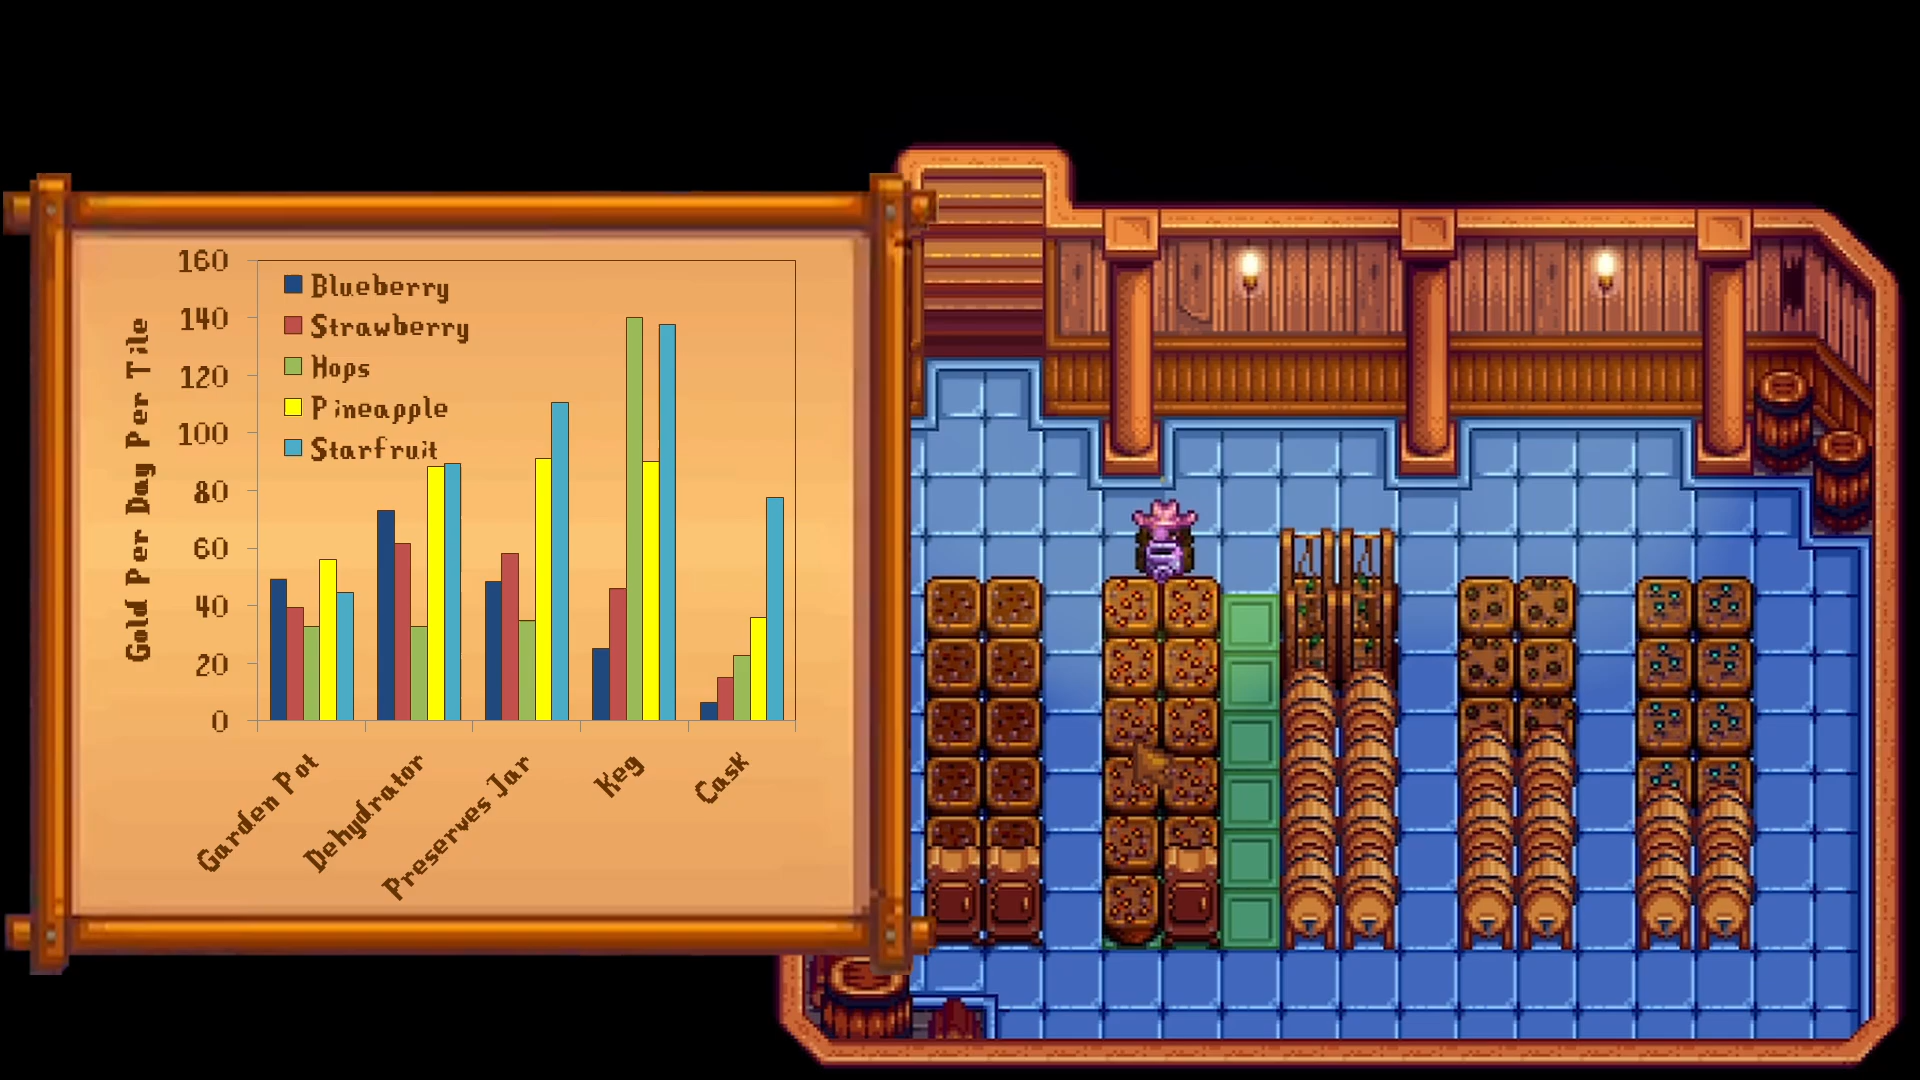 160
140
120
100
80
60
40
20
0
Gold Per Day Per Tile
Blueberry
Strawberry
Hops
Pineapple
Starfruit
Garden Pot
Dehydrator
Preserves Jar
Keg
Cask